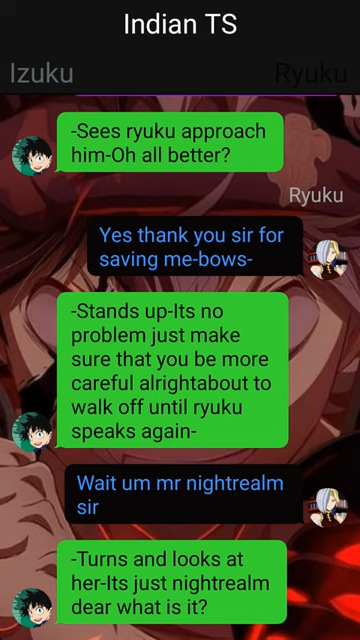 Indian TS
Izuku
Ryuku
-Sees ryuku approach
him-Oh all better?
Ryuku
Yes thank you sir for
saving me-bows-
-Stands up-Its no
problem just make
sure that you be more
careful alrightabout to
walk off until ryuku
speaks again-
Wait um mr nightrealm
sir
-Turns and looks at
her-Its just nightrealm
dear what is it?